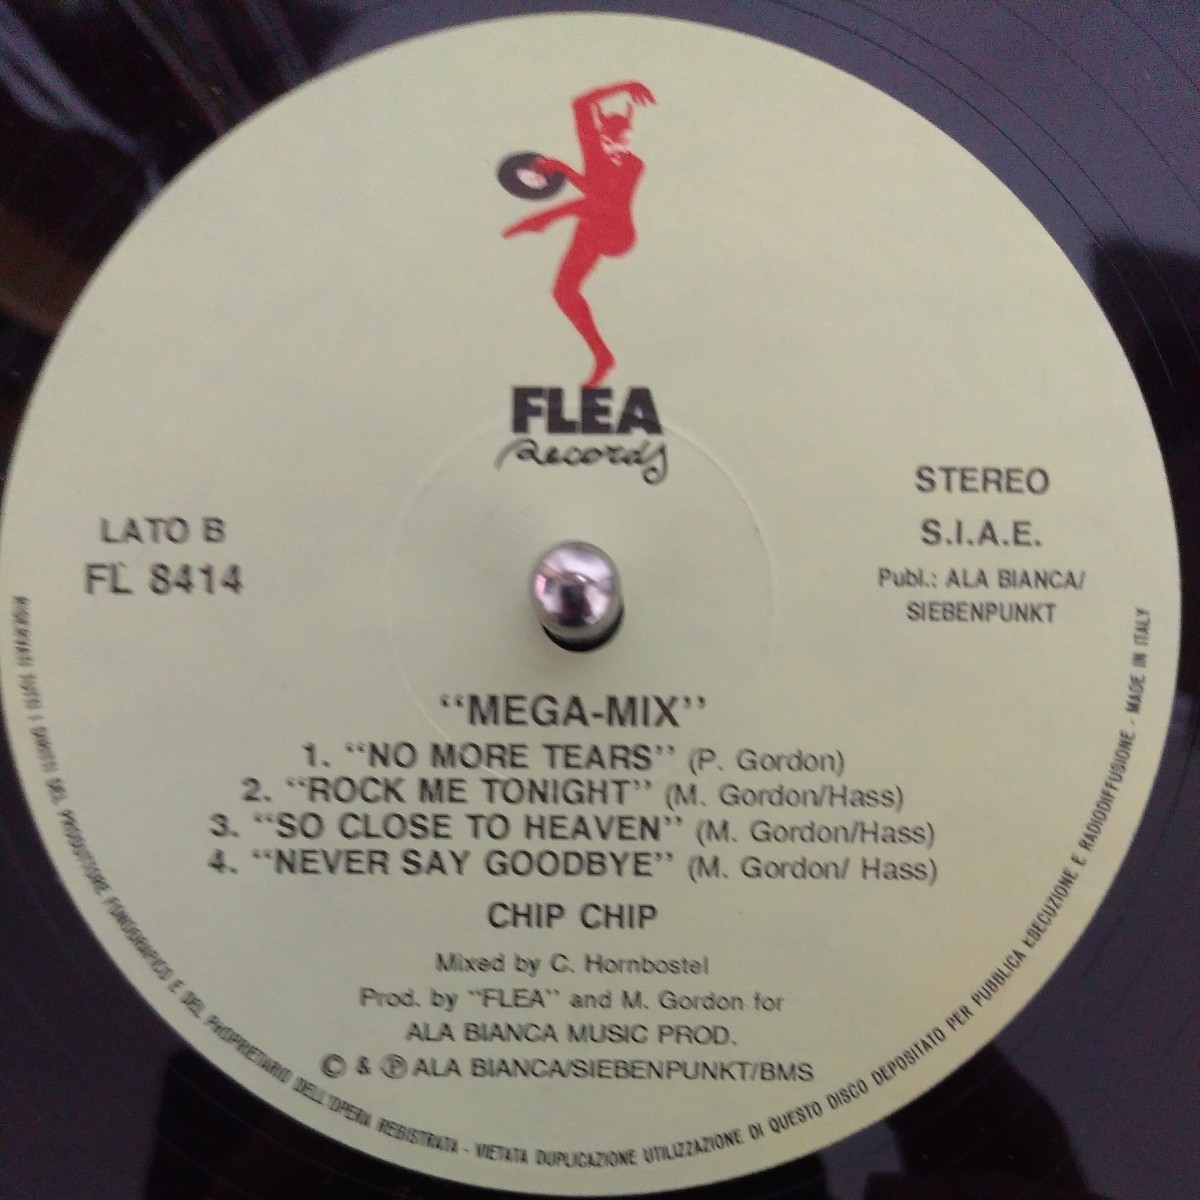 FLEA
Records
STEREO
S.I.A.E.
Publ.: ALA BIANCA/
SIEBENPUNKT
LATO B
FL 8414
“MEGA-MIX”
1. “NO MORE TEARS” (P. Gordon)
2. “ROCK ME TONIGHT” (M. Gordon/Hass)
3. “SO CLOSE TO HEAVEN” (M. Gordon/Hass)
4. “NEVER SAY GOODBYE” (M. Gordon/ Hass)
CHIP CHIP
Mixed by C. Hornbostel
Prod. by “FLEA” and M. Gordon for
ALA BIANCA MUSIC PROD.
© & Ⓟ ALA BIANCA/SIEBENPUNKT/BMS
RISERVATI TUTTI I DIRITTI DEL PRODUTTORE FONOGRAFICO E DEL PROPRIETARIO DELL'OPERA REGISTRATA - VIETATA DUPLICAZIONE UTILIZZAZIONE DI QUESTO DISCO DEPOSITATO PER PUBBLICA ESECUZIONE E RADIODIFFUSIONE - MADE IN ITALY